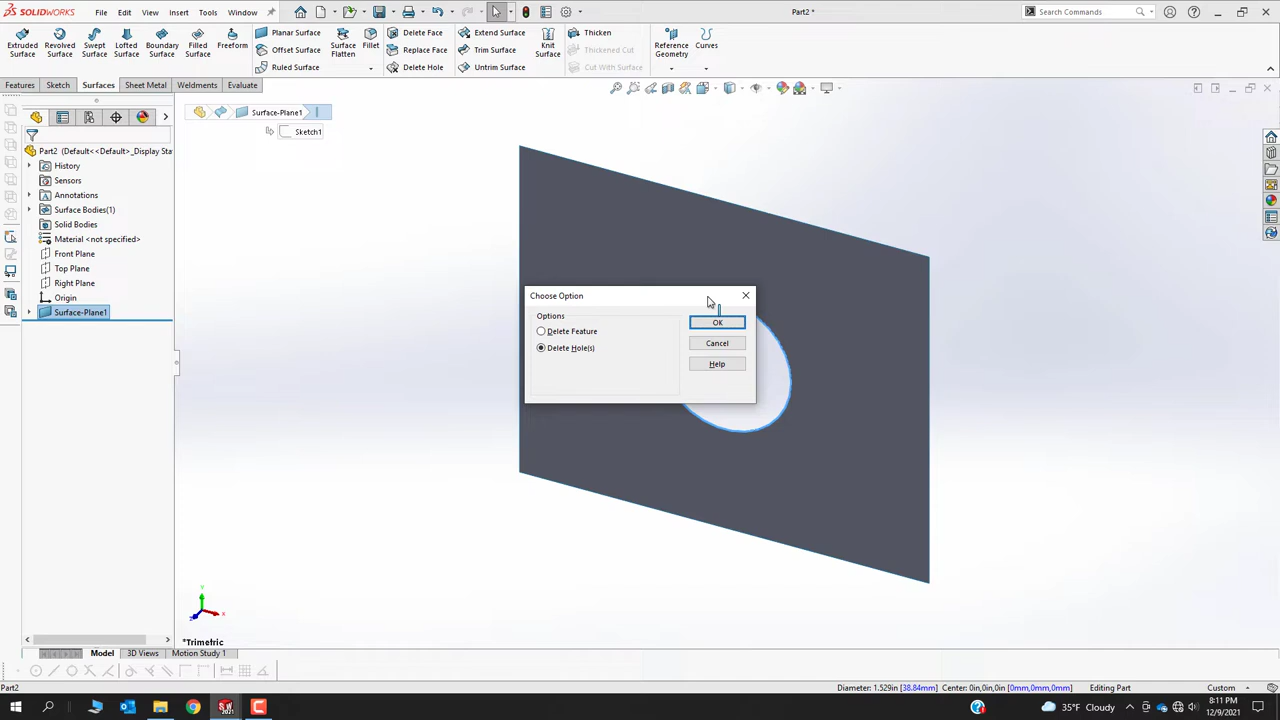 SOLIDWORKS File Edit View Insert Tools Window Part2 * Search Commands
Extruded Surface Revolved Surface Swept Surface Lofted Surface Boundary Surface Filled Surface Freeform Planar Surface Offset Surface Ruled Surface Surface Flatten Fillet Delete Face Replace Face Delete Hole Extend Surface Trim Surface Untrim Surface Knit Surface Thicken Thickened Cut Cut With Surface Reference Geometry Curves
Features Sketch Surfaces Sheet Metal Weldments Evaluate
Surface-Plane1
Sketch1
Part2 (Default<<Default>_Display Sta
History
Sensors
Annotations
Surface Bodies(1)
Solid Bodies
Material <not specified>
Front Plane
Top Plane
Right Plane
Origin
Surface-Plane1
Choose Option
Options
Delete Feature
Delete Hole(s)
OK
Cancel
Help
Y
X
Z
*Trimetric
Model 3D Views Motion Study 1
Part2 Diameter: 1.529in [38.84mm] Center: 0in,0in,0in [0mm,0mm,0mm] Editing Part Custom
35°F Cloudy 8:11 PM
12/9/2021
2021